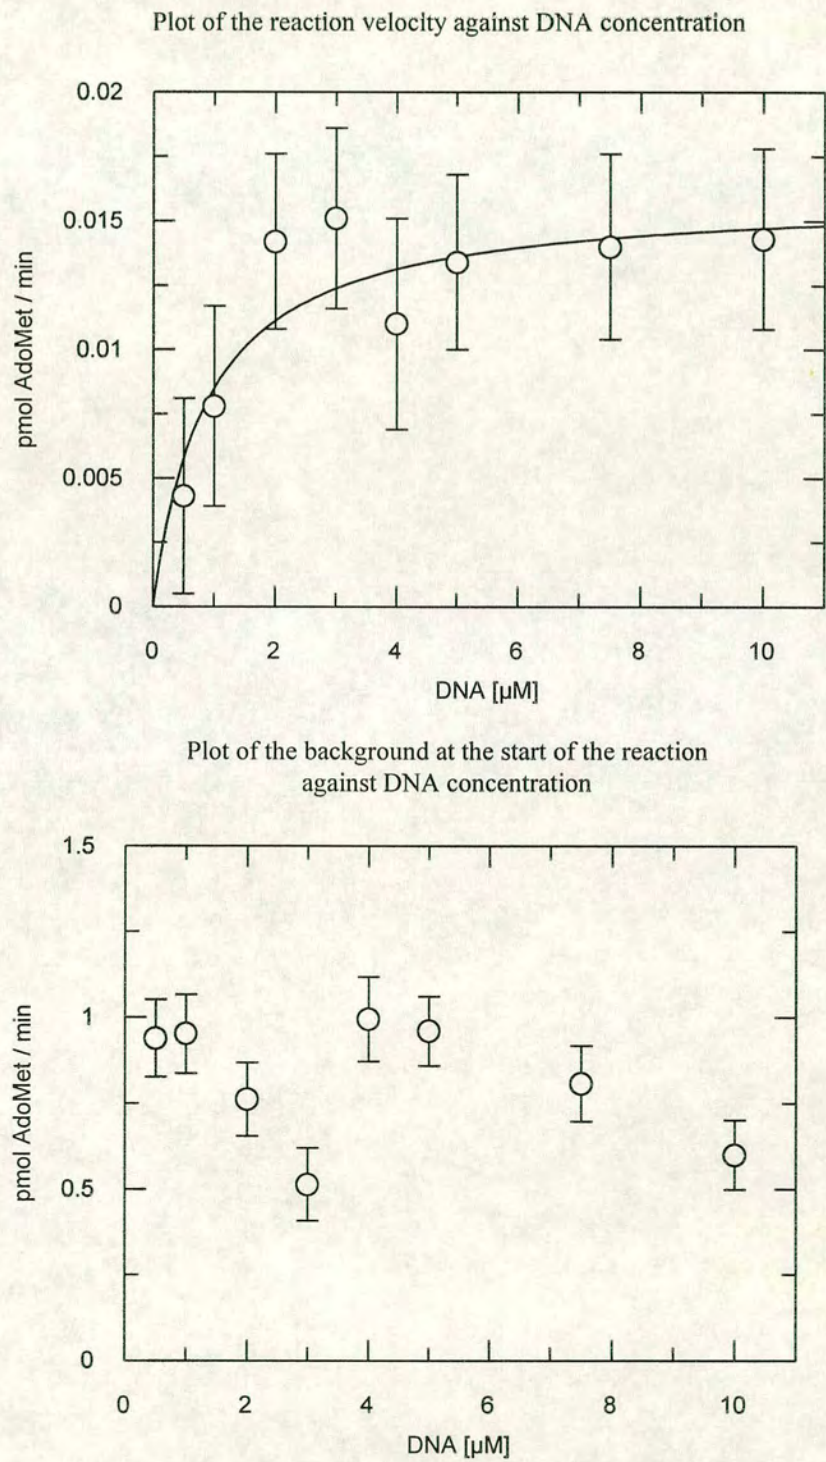 Plot of the reaction velocity against DNA concentration
0.02
0.015
0.01
0.005
0
pmol AdoMet / min
0 2 4 6 8 10
DNA [µM]
Plot of the background at the start of the reaction
against DNA concentration
1.5
1
0.5
0
pmol AdoMet / min
0 2 4 6 8 10
DNA [µM]